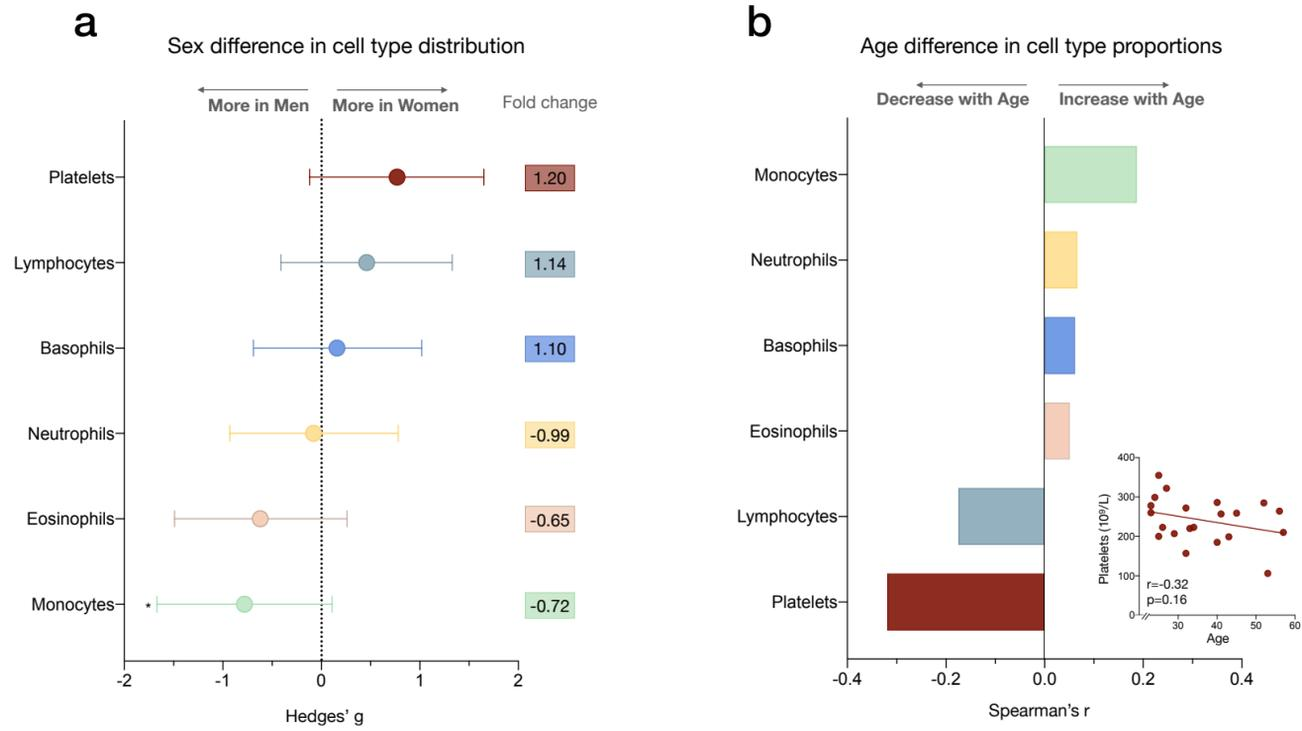 a
Sex difference in cell type distribution
More in Men
More in Women
Fold change
Platelets
1.20
Lymphocytes
1.14
Basophils
1.10
Neutrophils
-0.99
Eosinophils
-0.65
Monocytes
*
-0.72
-2
-1
0
1
2
Hedges’ g
b
Age difference in cell type proportions
Decrease with Age
Increase with Age
Monocytes
Neutrophils
Basophils
Eosinophils
Lymphocytes
Platelets
-0.4
-0.2
0.0
0.2
0.4
Spearman’s r
Platelets (10⁹/L)
400
300
200
100
0
r=-0.32
p=0.16
30
40
50
60
Age